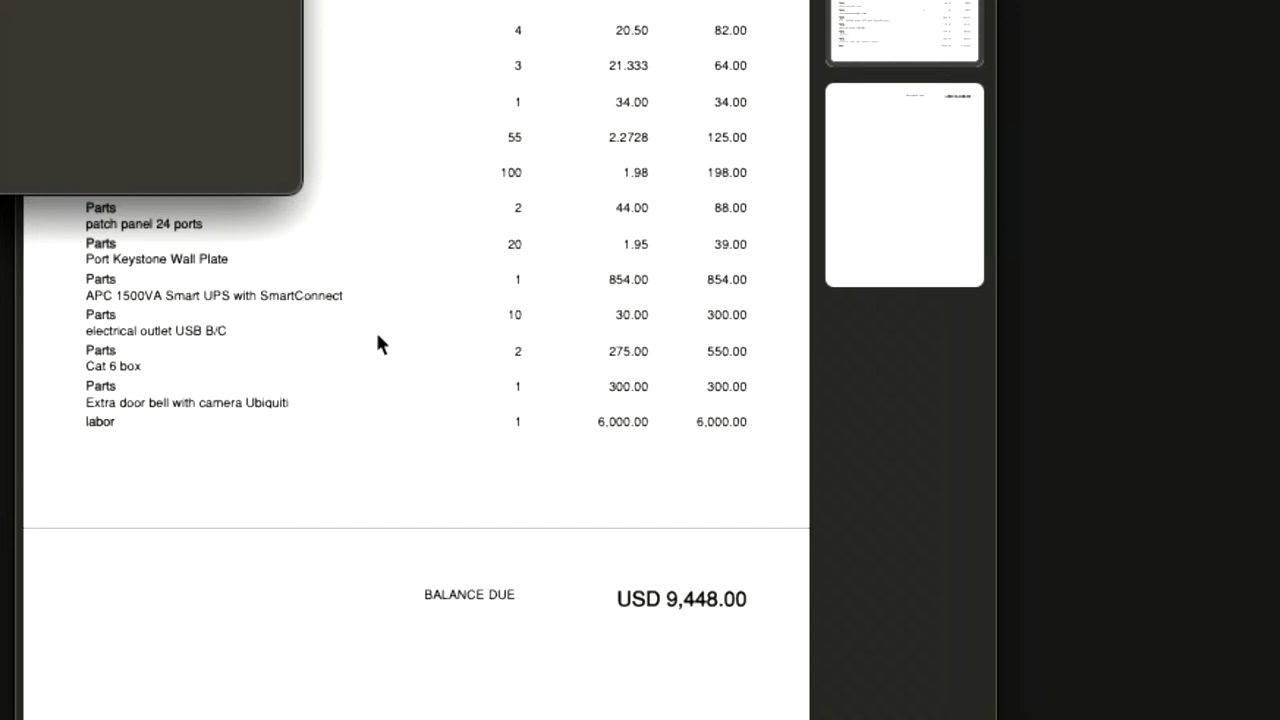 4 20.50 82.00
3 21.333 64.00
1 34.00 34.00
55 2.2728 125.00
100 1.98 198.00
Parts 2 44.00 88.00
patch panel 24 ports
Parts 20 1.95 39.00
Port Keystone Wall Plate
Parts 1 854.00 854.00
APC 1500VA Smart UPS with SmartConnect
Parts 10 30.00 300.00
electrical outlet USB B/C
Parts 2 275.00 550.00
Cat 6 box
Parts 1 300.00 300.00
Extra door bell with camera Ubiquiti
labor 1 6,000.00 6,000.00
BALANCE DUE USD 9,448.00